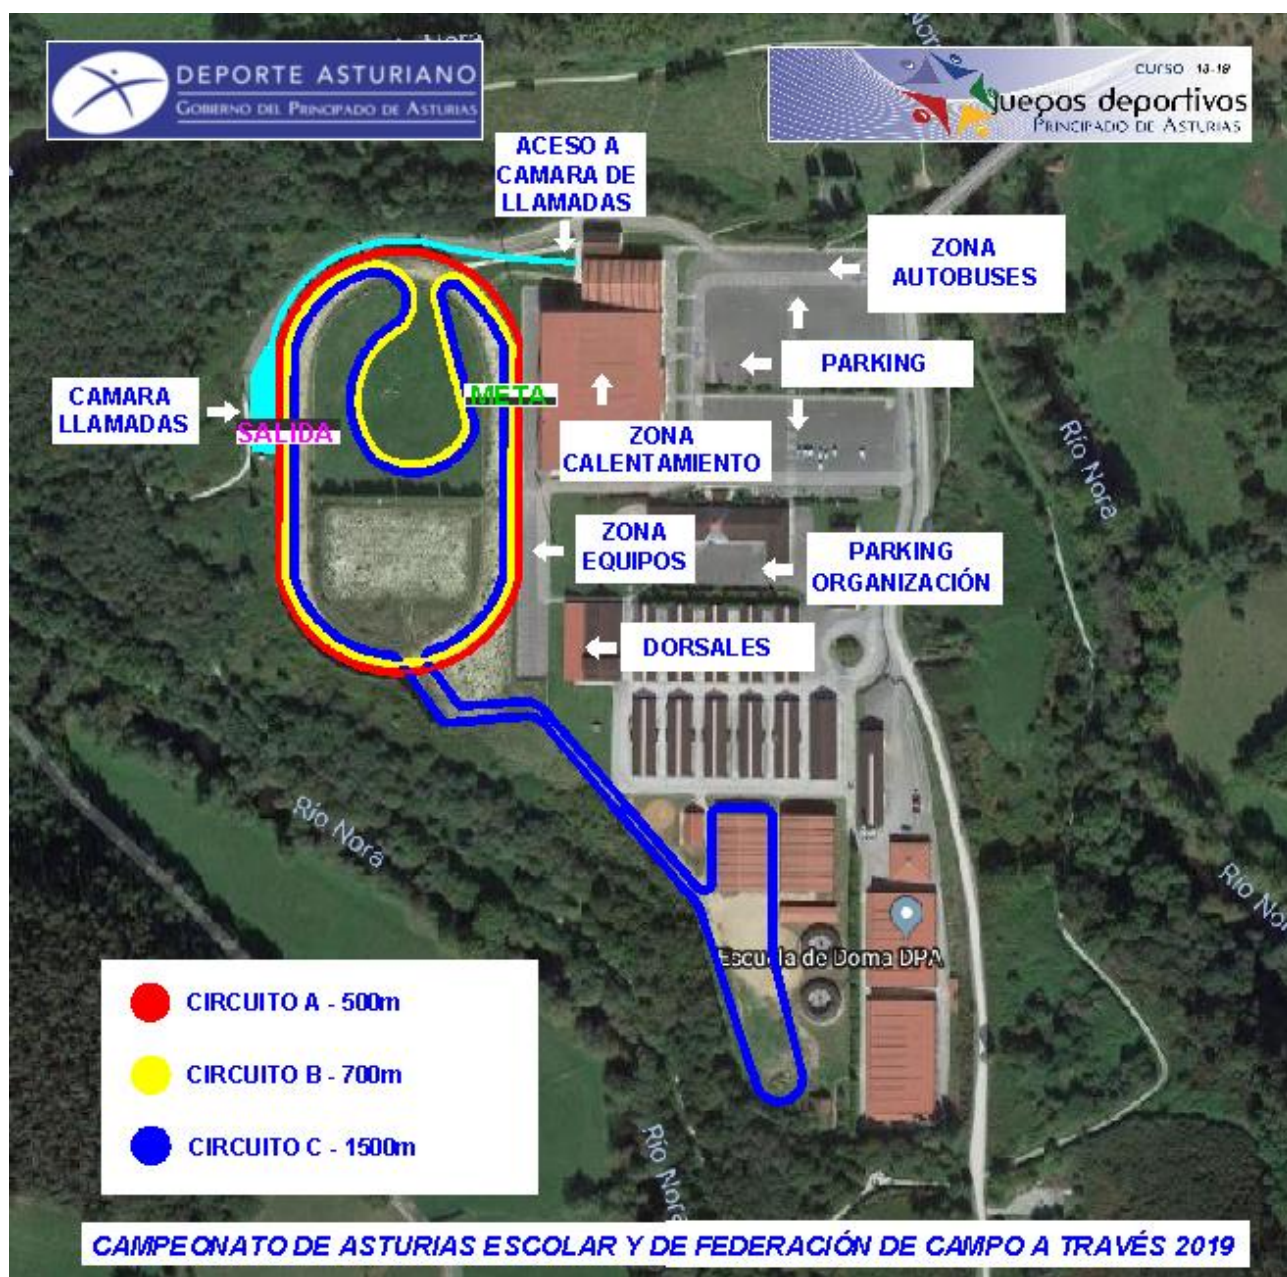 Nora
DEPORTE ASTURIANO
GOBIERNO DEL PRINCIPADO DE ASTURIAS
Río Nora
curso 18-19
juegos deportivos
PRINCIPADO DE ASTURIAS
ACESO A
CAMARA DE
LLAMADAS
ZONA
AUTOBUSES
PARKING
CAMARA
LLAMADAS
SALIDA
META
ZONA
CALENTAMIENTO
Río Nora
ZONA
EQUIPOS
PARKING
ORGANIZACIÓN
DORSALES
Río Nora
Río Nora
Escuela de Doma DPA
CIRCUITO A - 500m
CIRCUITO B - 700m
CIRCUITO C - 1500m
Río Nora
CAMPEONATO DE ASTURIAS ESCOLAR Y DE FEDERACIÓN DE CAMPO A TRAVÉS 2019